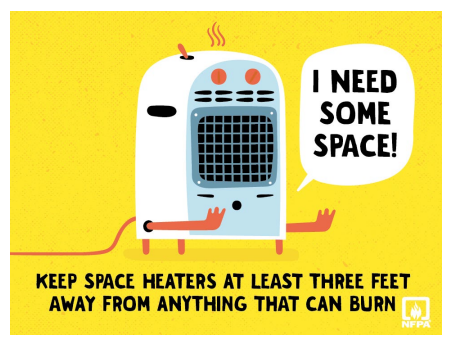 I NEED
SOME
SPACE!
KEEP SPACE HEATERS AT LEAST THREE FEET
AWAY FROM ANYTHING THAT CAN BURN
NFPA